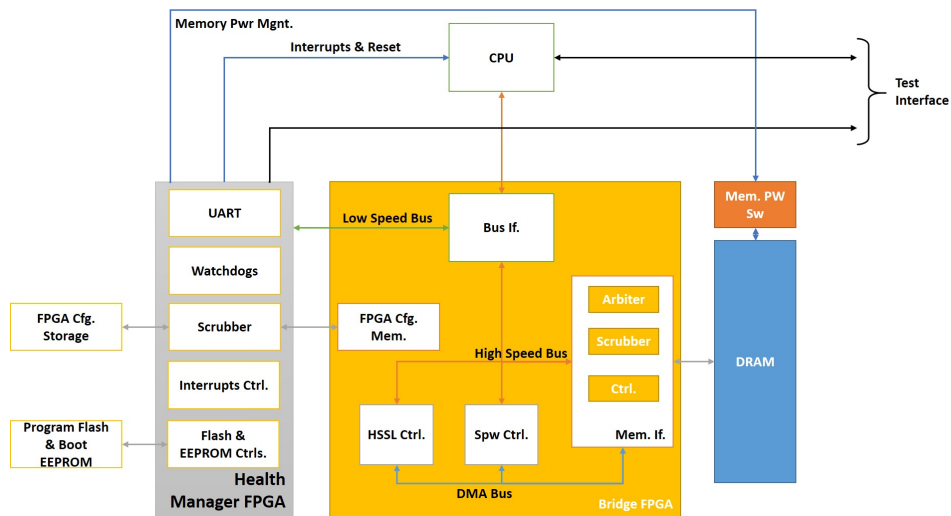 Memory Pwr Mgnt.
Interrupts & Reset
CPU
Test
Interface
UART
Low Speed Bus
Bus If.
Mem. PW
Sw
Watchdogs
FPGA Cfg.
Storage
Scrubber
FPGA Cfg.
Mem.
Arbiter
Scrubber
Ctrl.
Mem. If.
DRAM
High Speed Bus
Interrupts Ctrl.
Program Flash
& Boot
EEPROM
Flash &
EEPROM Ctrls.
HSSL Ctrl.
Spw Ctrl.
DMA Bus
Health
Manager FPGA
Bridge FPGA